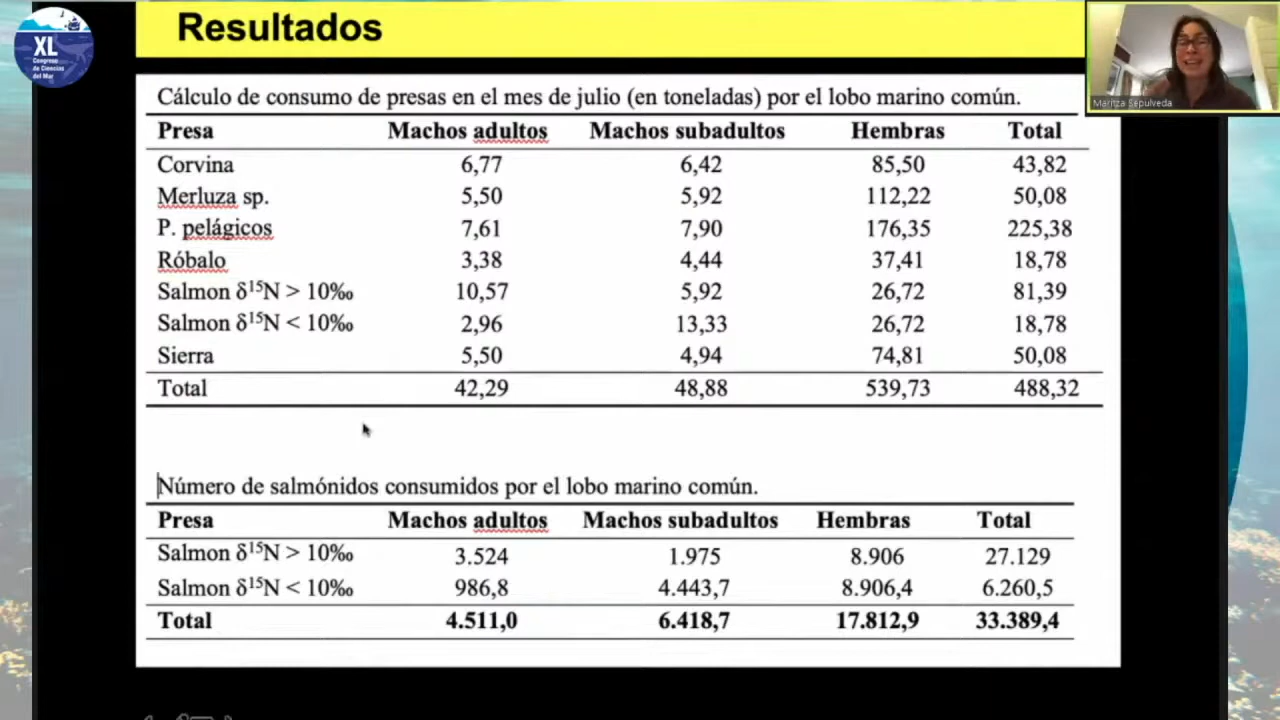 Resultados
XL
Congreso
de Ciencias
del Mar
Maritza Sepulveda
Cálculo de consumo de presas en el mes de julio (en toneladas) por el lobo marino común.
Presa Machos adultos Machos subadultos Hembras Total
Corvina 6,77 6,42 85,50 43,82
Merluza sp. 5,50 5,92 112,22 50,08
P. pelágicos 7,61 7,90 176,35 225,38
Róbalo 3,38 4,44 37,41 18,78
Salmon δ¹⁵N > 10‰ 10,57 5,92 26,72 81,39
Salmon δ¹⁵N < 10‰ 2,96 13,33 26,72 18,78
Sierra 5,50 4,94 74,81 50,08
Total 42,29 48,88 539,73 488,32
Número de salmónidos consumidos por el lobo marino común.
Presa Machos adultos Machos subadultos Hembras Total
Salmon δ¹⁵N > 10‰ 3.524 1.975 8.906 27.129
Salmon δ¹⁵N < 10‰ 986,8 4.443,7 8.906,4 6.260,5
Total 4.511,0 6.418,7 17.812,9 33.389,4